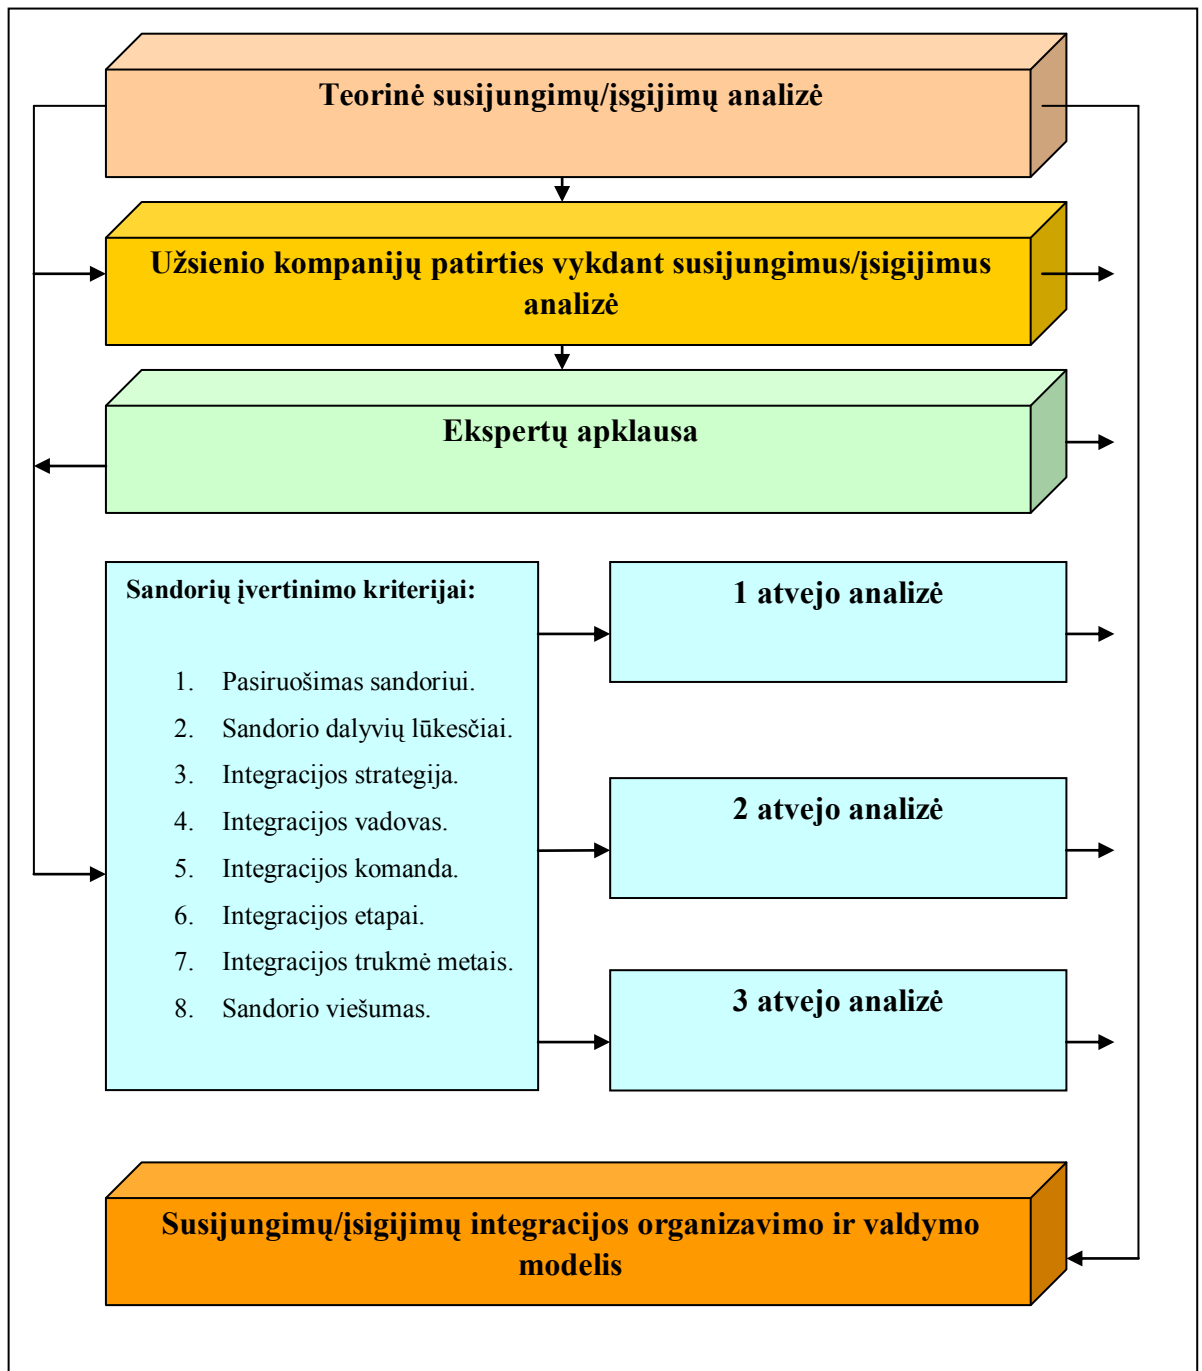 Teorinė susijungimų/įsgijimų analizė
Užsienio kompanijų patirties vykdant susijungimus/įsigijimus
analizė
Ekspertų apklausa
Sandorių įvertinimo kriterijai:
1. Pasiruošimas sandoriui.
2. Sandorio dalyvių lūkesčiai.
3. Integracijos strategija.
4. Integracijos vadovas.
5. Integracijos komanda.
6. Integracijos etapai.
7. Integracijos trukmė metais.
8. Sandorio viešumas.
1 atvejo analizė
2 atvejo analizė
3 atvejo analizė
Susijungimų/įsigijimų integracijos organizavimo ir valdymo
modelis